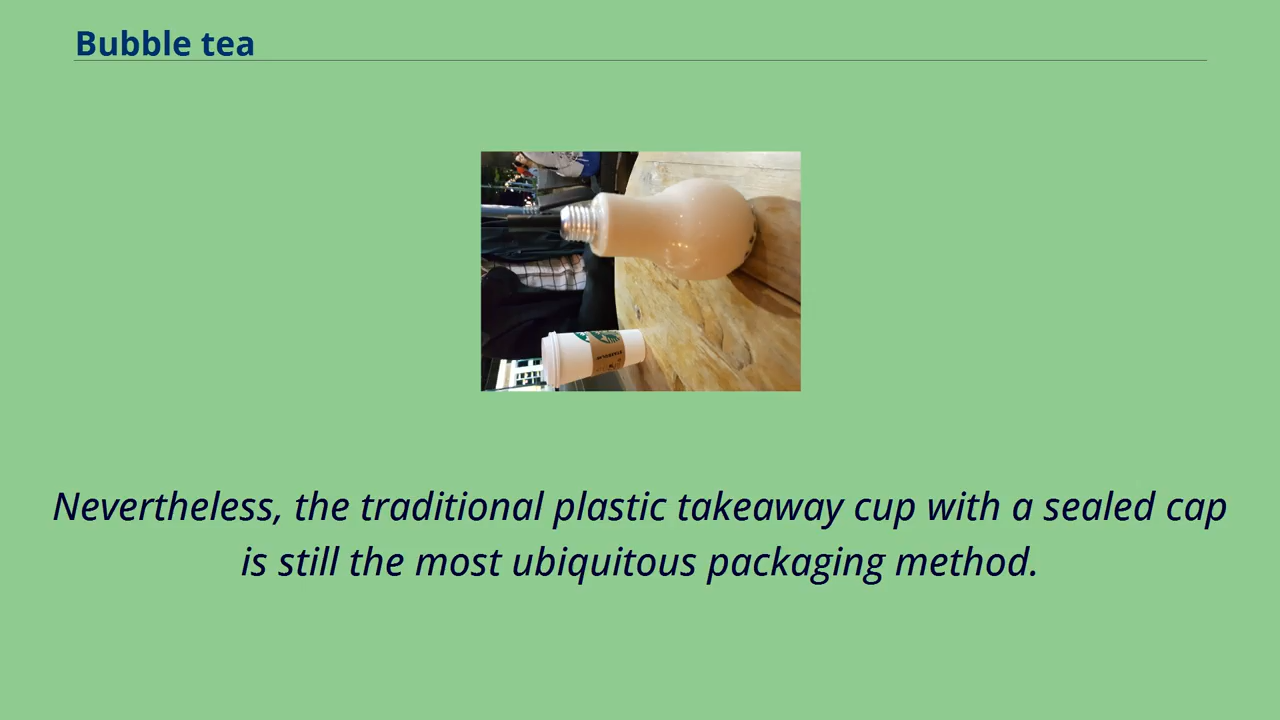 Bubble tea
Nevertheless, the traditional plastic takeaway cup with a sealed cap
is still the most ubiquitous packaging method.